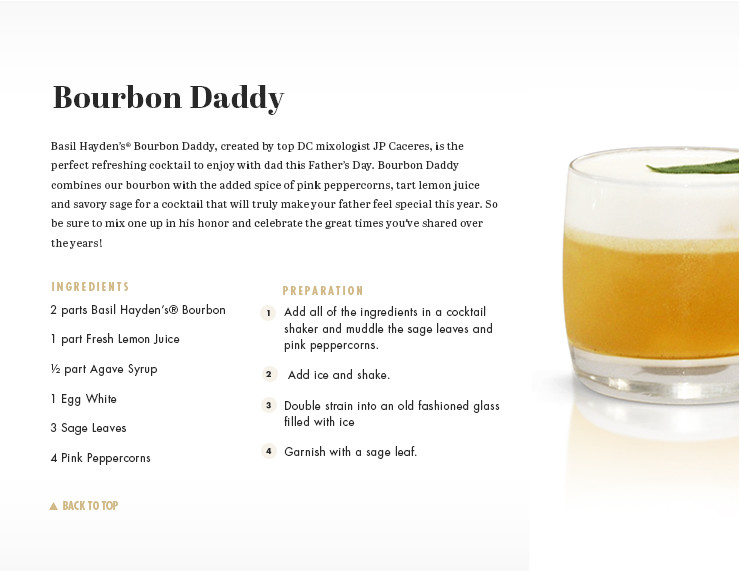 Bourbon Daddy
Basil Hayden's® Bourbon Daddy, created by top DC mixologist JP Caceres, is the
perfect refreshing cocktail to enjoy with dad this Father's Day. Bourbon Daddy
combines our bourbon with the added spice of pink peppercorns, tart lemon juice
and savory sage for a cocktail that will truly make your father feel special this year. So
be sure to mix one up in his honor and celebrate the great times you've shared over
the years!
INGREDIENTS
2 parts Basil Hayden's® Bourbon
1 part Fresh Lemon Juice
½ part Agave Syrup
1 Egg White
3 Sage Leaves
4 Pink Peppercorns
PREPARATION
1 Add all of the ingredients in a cocktail
shaker and muddle the sage leaves and
pink peppercorns.
2 Add ice and shake.
3 Double strain into an old fashioned glass
filled with ice
4 Garnish with a sage leaf.
▲ BACK TO TOP